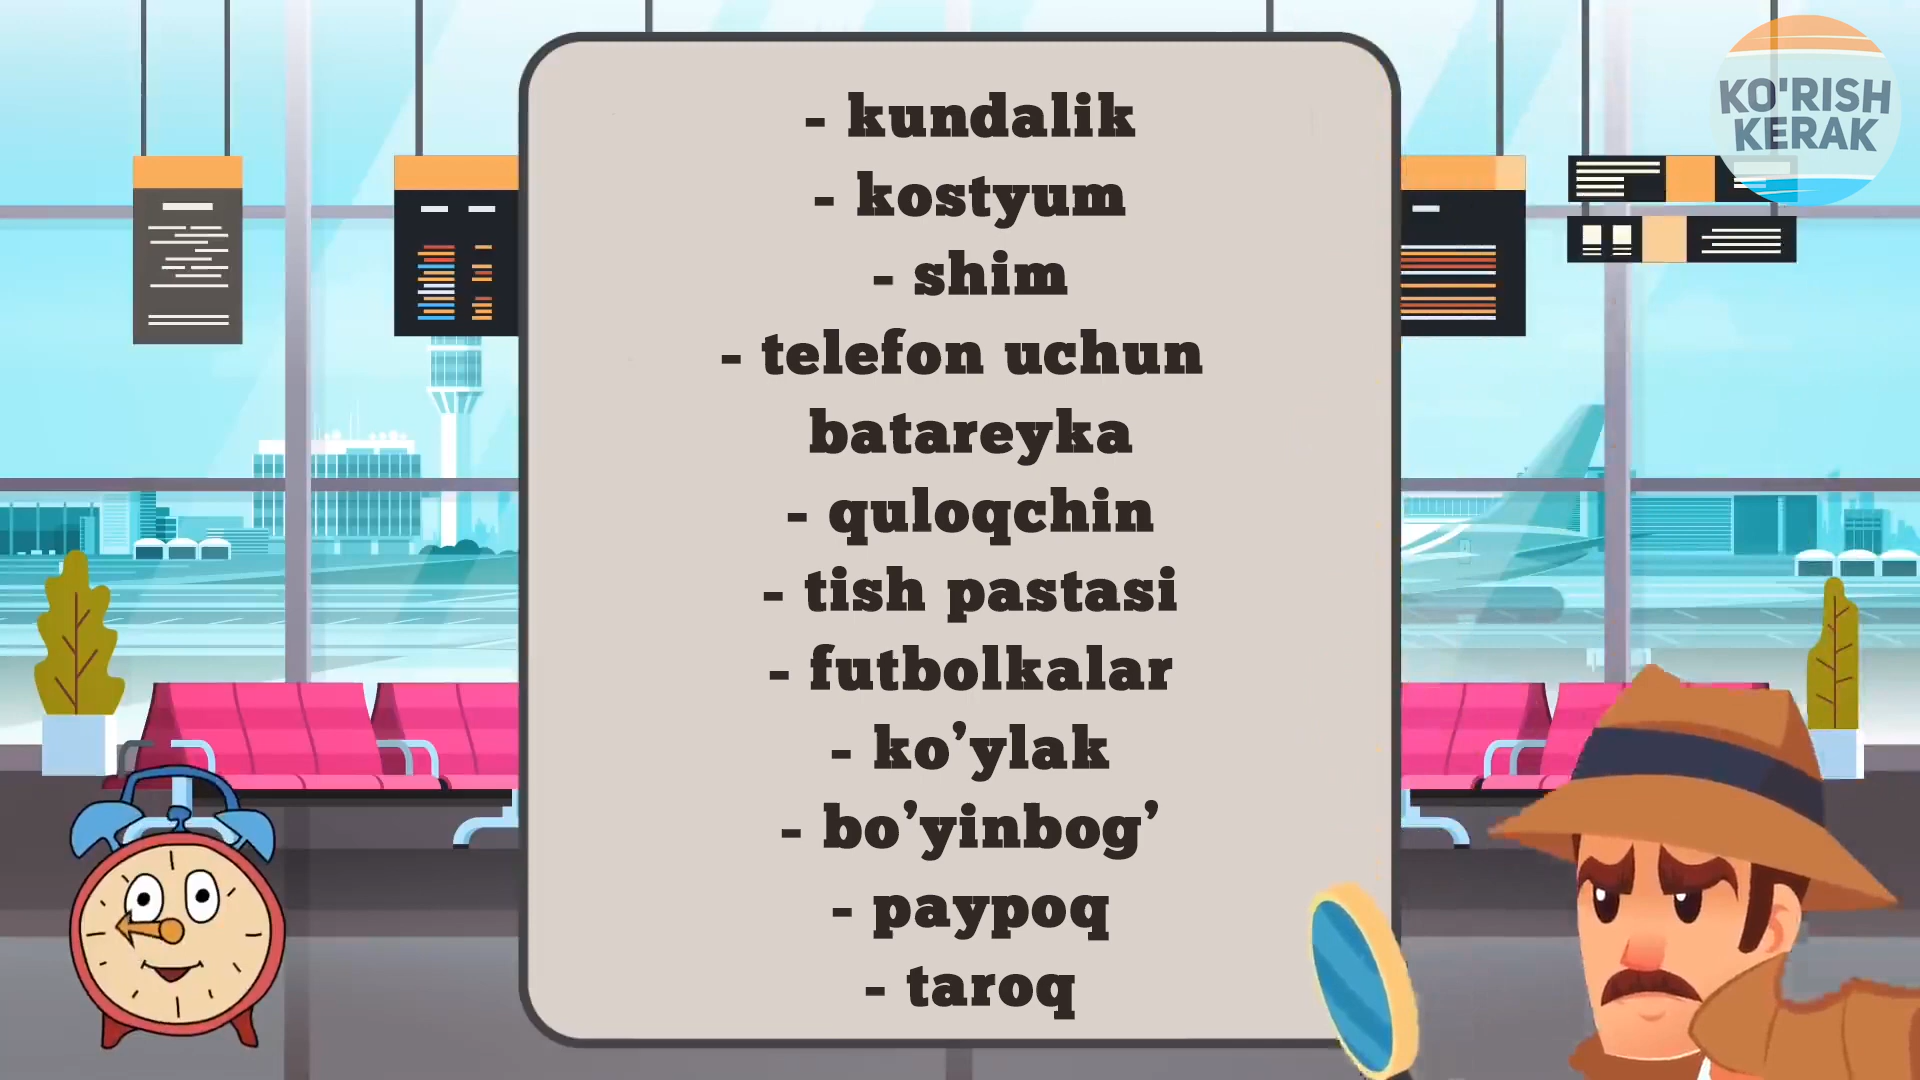 - kundalik
- kostyum
- shim
- telefon uchun
batareyka
- quloqchin
- tish pastasi
- futbolkalar
- ko’ylak
- bo’yinbog’
- paypoq
- taroq
KO'RISH
KERAK